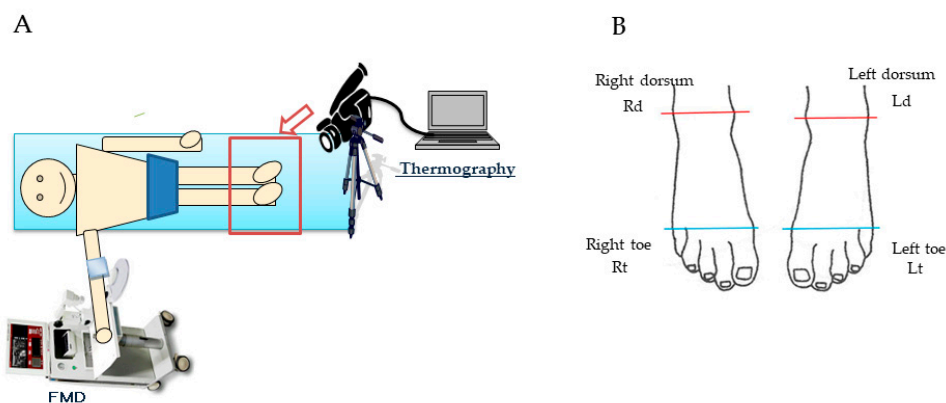 A
Thermography
FMD
B
Right dorsum
Rd
Left dorsum
Ld
Right toe
Rt
Left toe
Lt